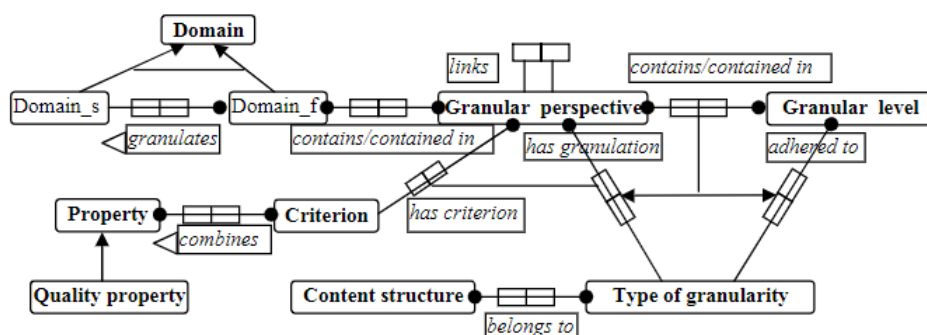 Domain
links
contains/contained in
Domain_s
Domain_f
Granular perspective
Granular level
granulates
contains/contained in
has granulation
adhered to
Property
Criterion
has criterion
combines
Quality property
Content structure
Type of granularity
belongs to